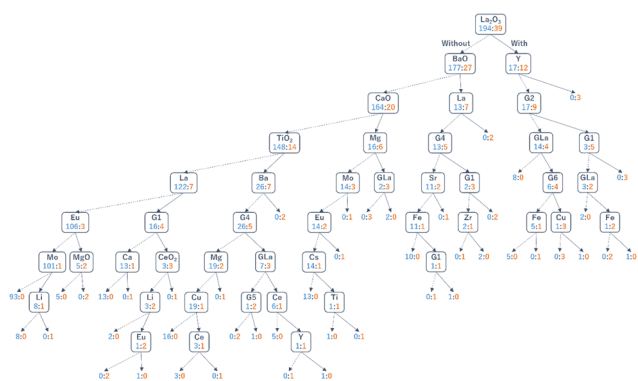 La₂O₃
194:39
Without
With
BaO
177:27
Y
17:12
CaO
164:20
La
13:7
G2
17:9
0:3
TiO₂
148:14
Mg
16:6
G4
13:5
0:2
GLa
14:4
G1
3:5
La
122:7
Ba
26:7
Mo
14:3
GLa
2:3
Sr
11:2
G1
2:3
8:0
G6
6:4
GLa
3:2
0:3
Eu
106:3
G1
16:4
G4
26:5
0:2
Eu
14:2
0:1
0:3
2:0
Fe
11:1
0:1
Zr
2:1
0:2
Fe
5:1
Cu
1:3
2:0
Fe
1:2
Mo
101:1
MgO
5:2
Ca
13:1
CeO₂
3:3
Mg
19:2
GLa
7:3
Cs
14:1
0:1
10:0
G1
1:1
0:1
2:0
5:0
0:1
0:3
1:0
0:2
1:0
93:0
Li
8:1
5:0
0:2
13:0
0:1
Li
3:2
0:1
Cu
19:1
0:1
G5
1:2
Ce
6:1
13:0
Ti
1:1
0:1
1:0
8:0
0:1
2:0
Eu
1:2
16:0
Ce
3:1
0:2
1:0
5:0
Y
1:1
1:0
0:1
0:2
1:0
3:0
0:1
0:1
1:0